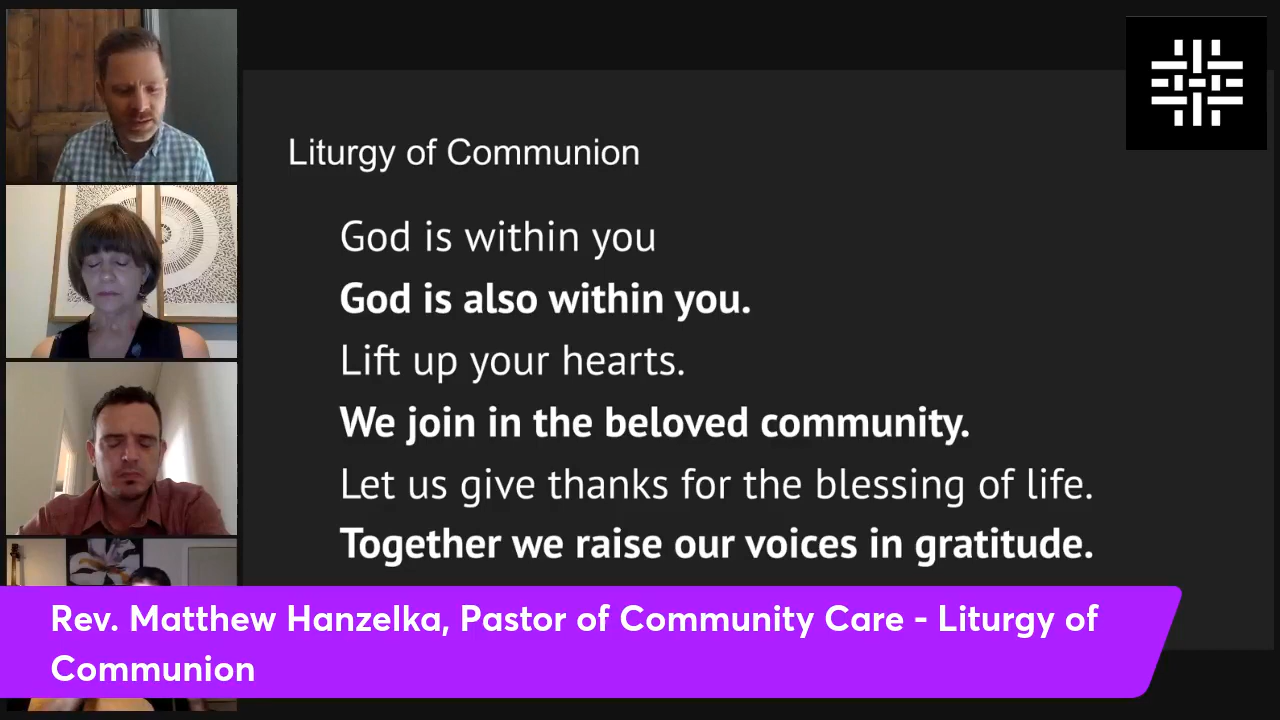 Liturgy of Communion
God is within you
God is also within you.
Lift up your hearts.
We join in the beloved community.
Let us give thanks for the blessing of life.
Together we raise our voices in gratitude.
Rev. Matthew Hanzelka, Pastor of Community Care - Liturgy of
Communion